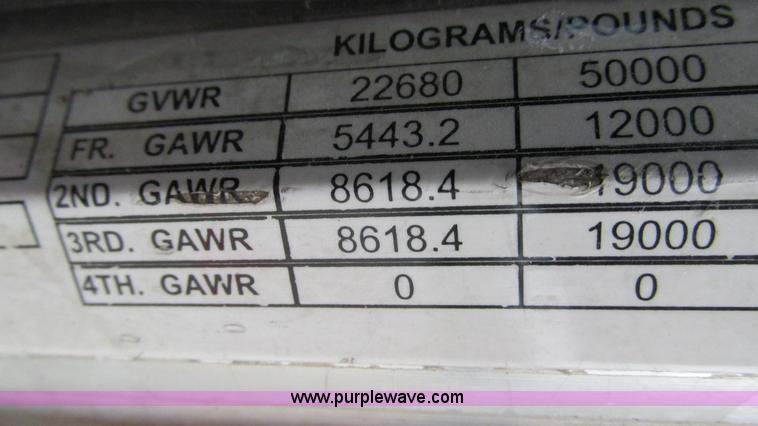 KILOGRAMS/POUNDS
GVWR 22680 50000
FR. GAWR 5443.2 12000
2ND. GAWR 8618.4 19000
3RD. GAWR 8618.4 19000
4TH. GAWR 0 0
www.purplewave.com